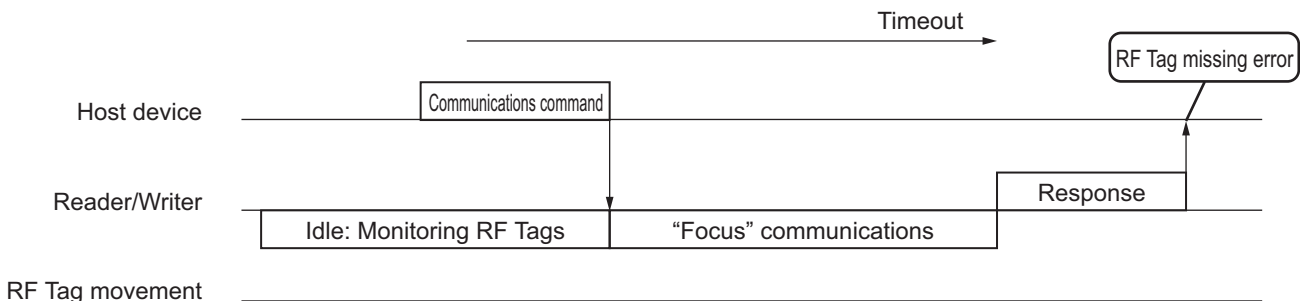 Timeout
RF Tag missing error
Communications command
Host device
Reader/Writer
Response
Idle: Monitoring RF Tags
“Focus” communications
RF Tag movement